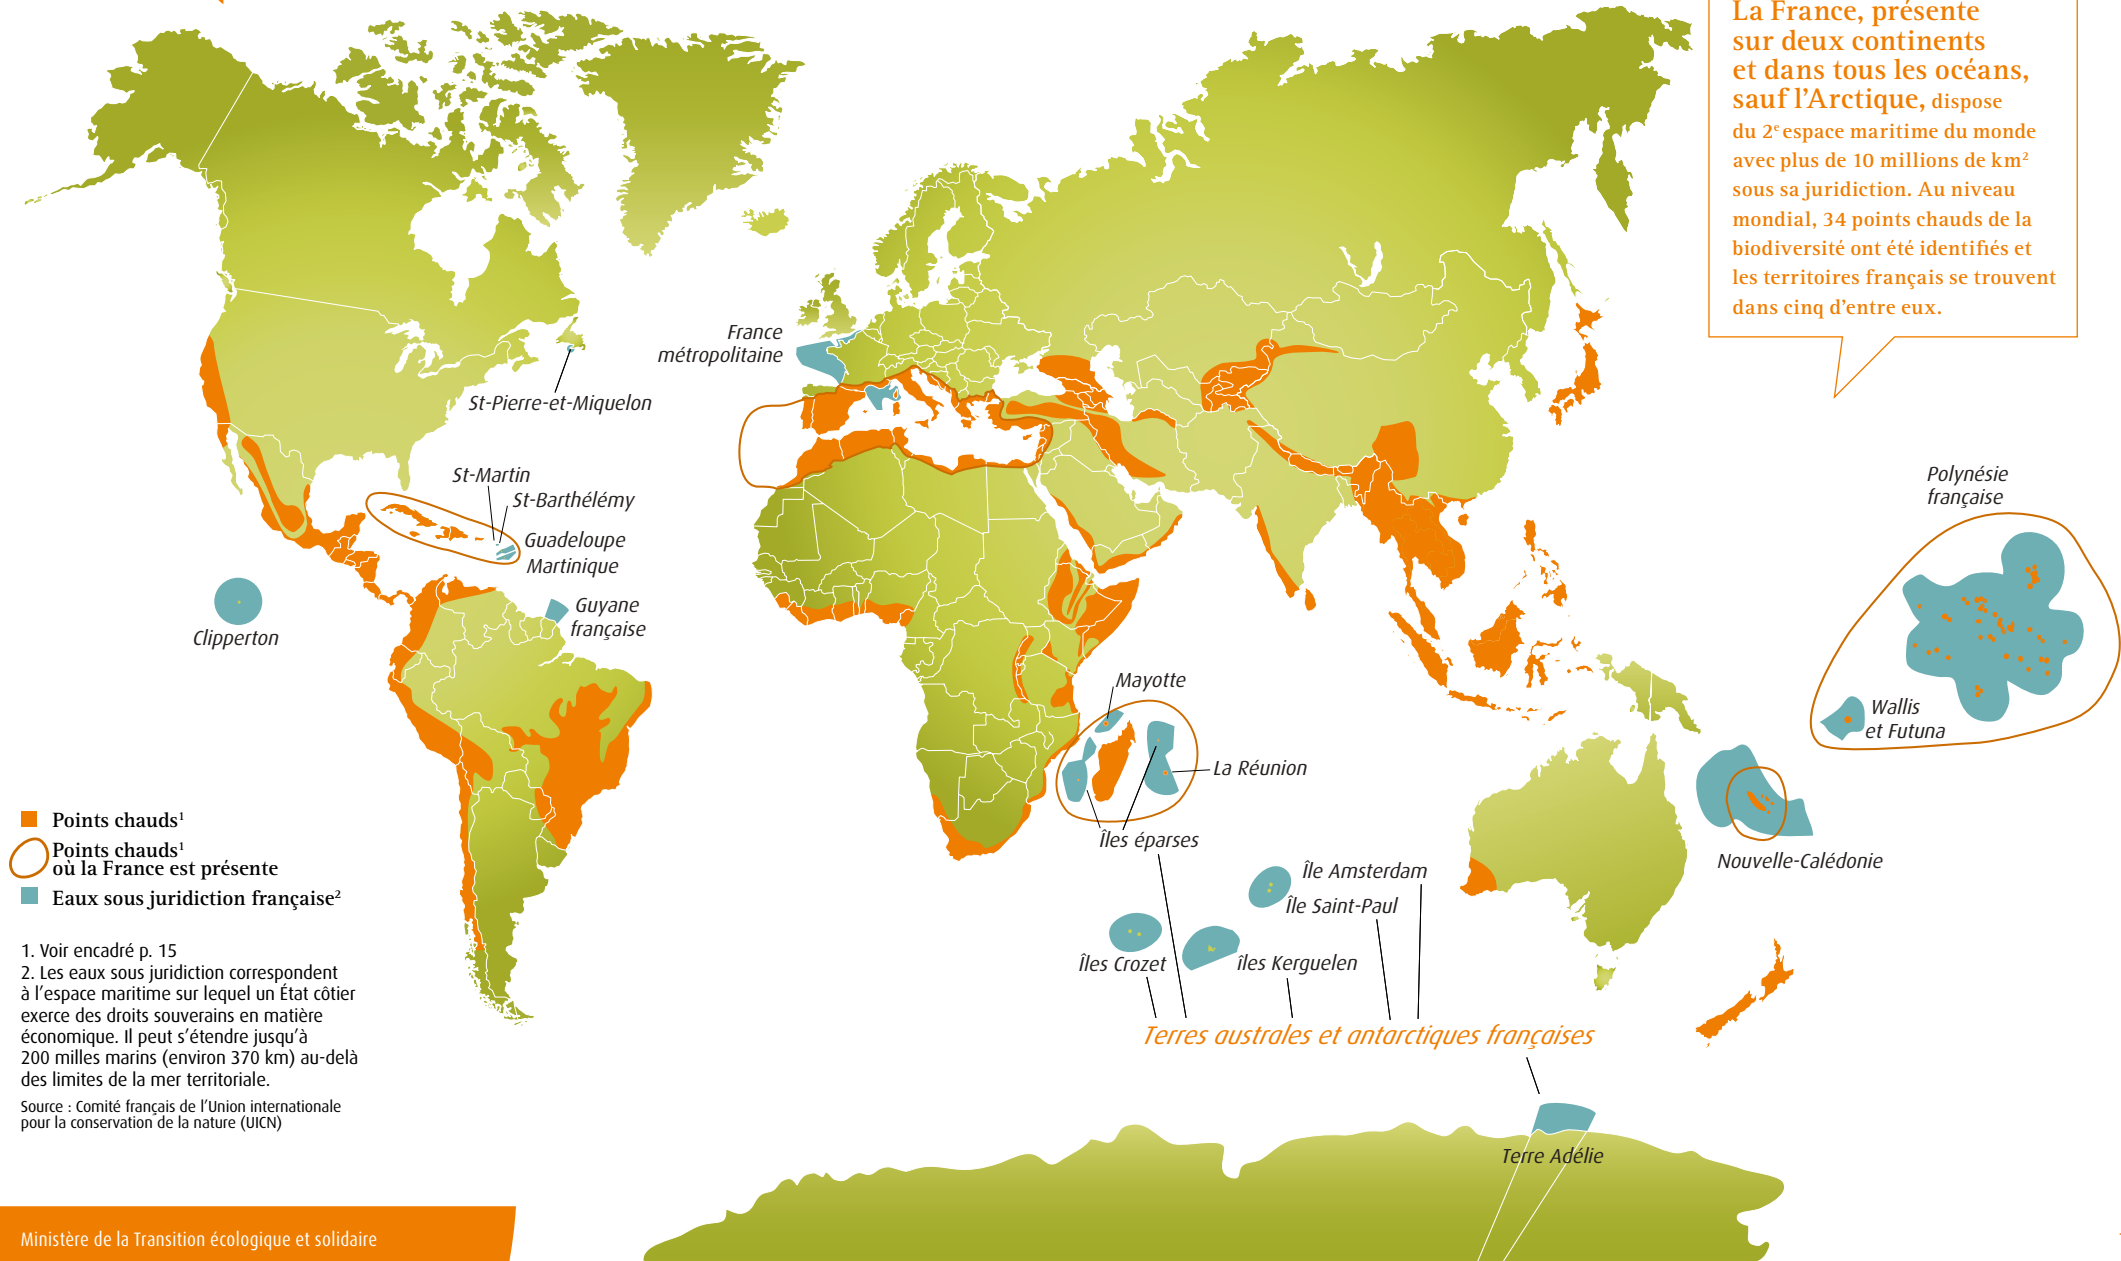 La France, présente
sur deux continents
et dans tous les océans,
sauf l'Arctique, dispose
du 2e espace maritime du monde
avec plus de 10 millions de km²
sous sa juridiction. Au niveau
mondial, 34 points chauds de la
biodiversité ont été identifiés et
les territoires français se trouvent
dans cinq d'entre eux.
France
métropolitaine
St-Pierre-et-Miquelon
St-Martin
St-Barthélémy
Guadeloupe
Martinique
Guyane
française
Clipperton
Polynésie
française
Wallis
et Futuna
Mayotte
La Réunion
Îles éparses
Nouvelle-Calédonie
Île Amsterdam
Île Saint-Paul
Îles Crozet
îles Kerguelen
Terres australes et antarctiques françaises
Terre Adélie
Points chauds¹
Points chauds¹
où la France est présente
Eaux sous juridiction française²
1. Voir encadré p. 15
2. Les eaux sous juridiction correspondent
à l'espace maritime sur lequel un État côtier
exerce des droits souverains en matière
économique. Il peut s'étendre jusqu'à
200 milles marins (environ 370 km) au-delà
des limites de la mer territoriale.
Source : Comité français de l'Union internationale
pour la conservation de la nature (UICN)
Ministère de la Transition écologique et solidaire